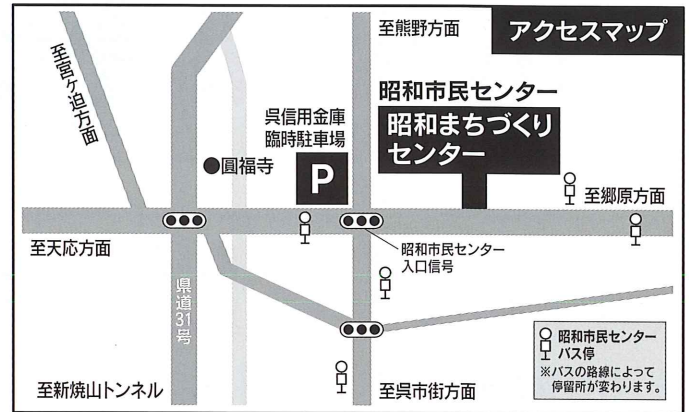 アクセスマップ
至熊野方面
至宮ヶ迫方面
昭和市民センター
昭和まちづくり
センター
呉信用金庫
臨時駐車場
P
●圓福寺
至郷原方面
至天応方面
昭和市民センター
入口信号
県道31号
昭和市民センター
バス停
※バスの路線によって
停留所が変わります。
至新焼山トンネル
至呉市街方面